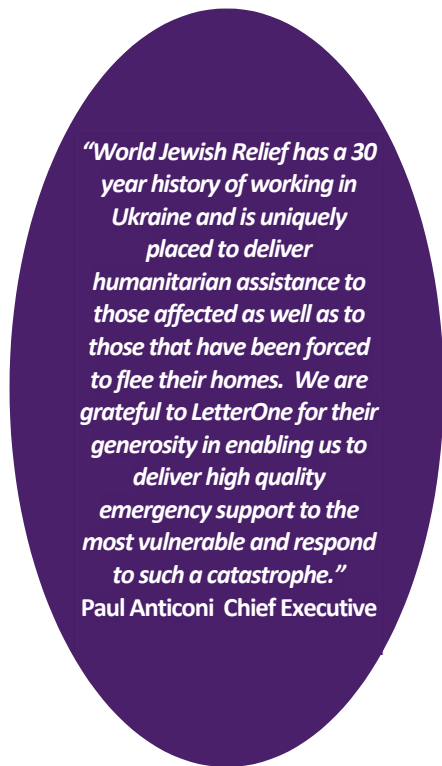 “World Jewish Relief has a 30
year history of working in
Ukraine and is uniquely
placed to deliver
humanitarian assistance to
those affected as well as to
those that have been forced
to flee their homes.  We are
grateful to LetterOne for their
generosity in enabling us to
deliver high quality
emergency support to the
most vulnerable and respond
to such a catastrophe.”
Paul Anticoni  Chief Executive